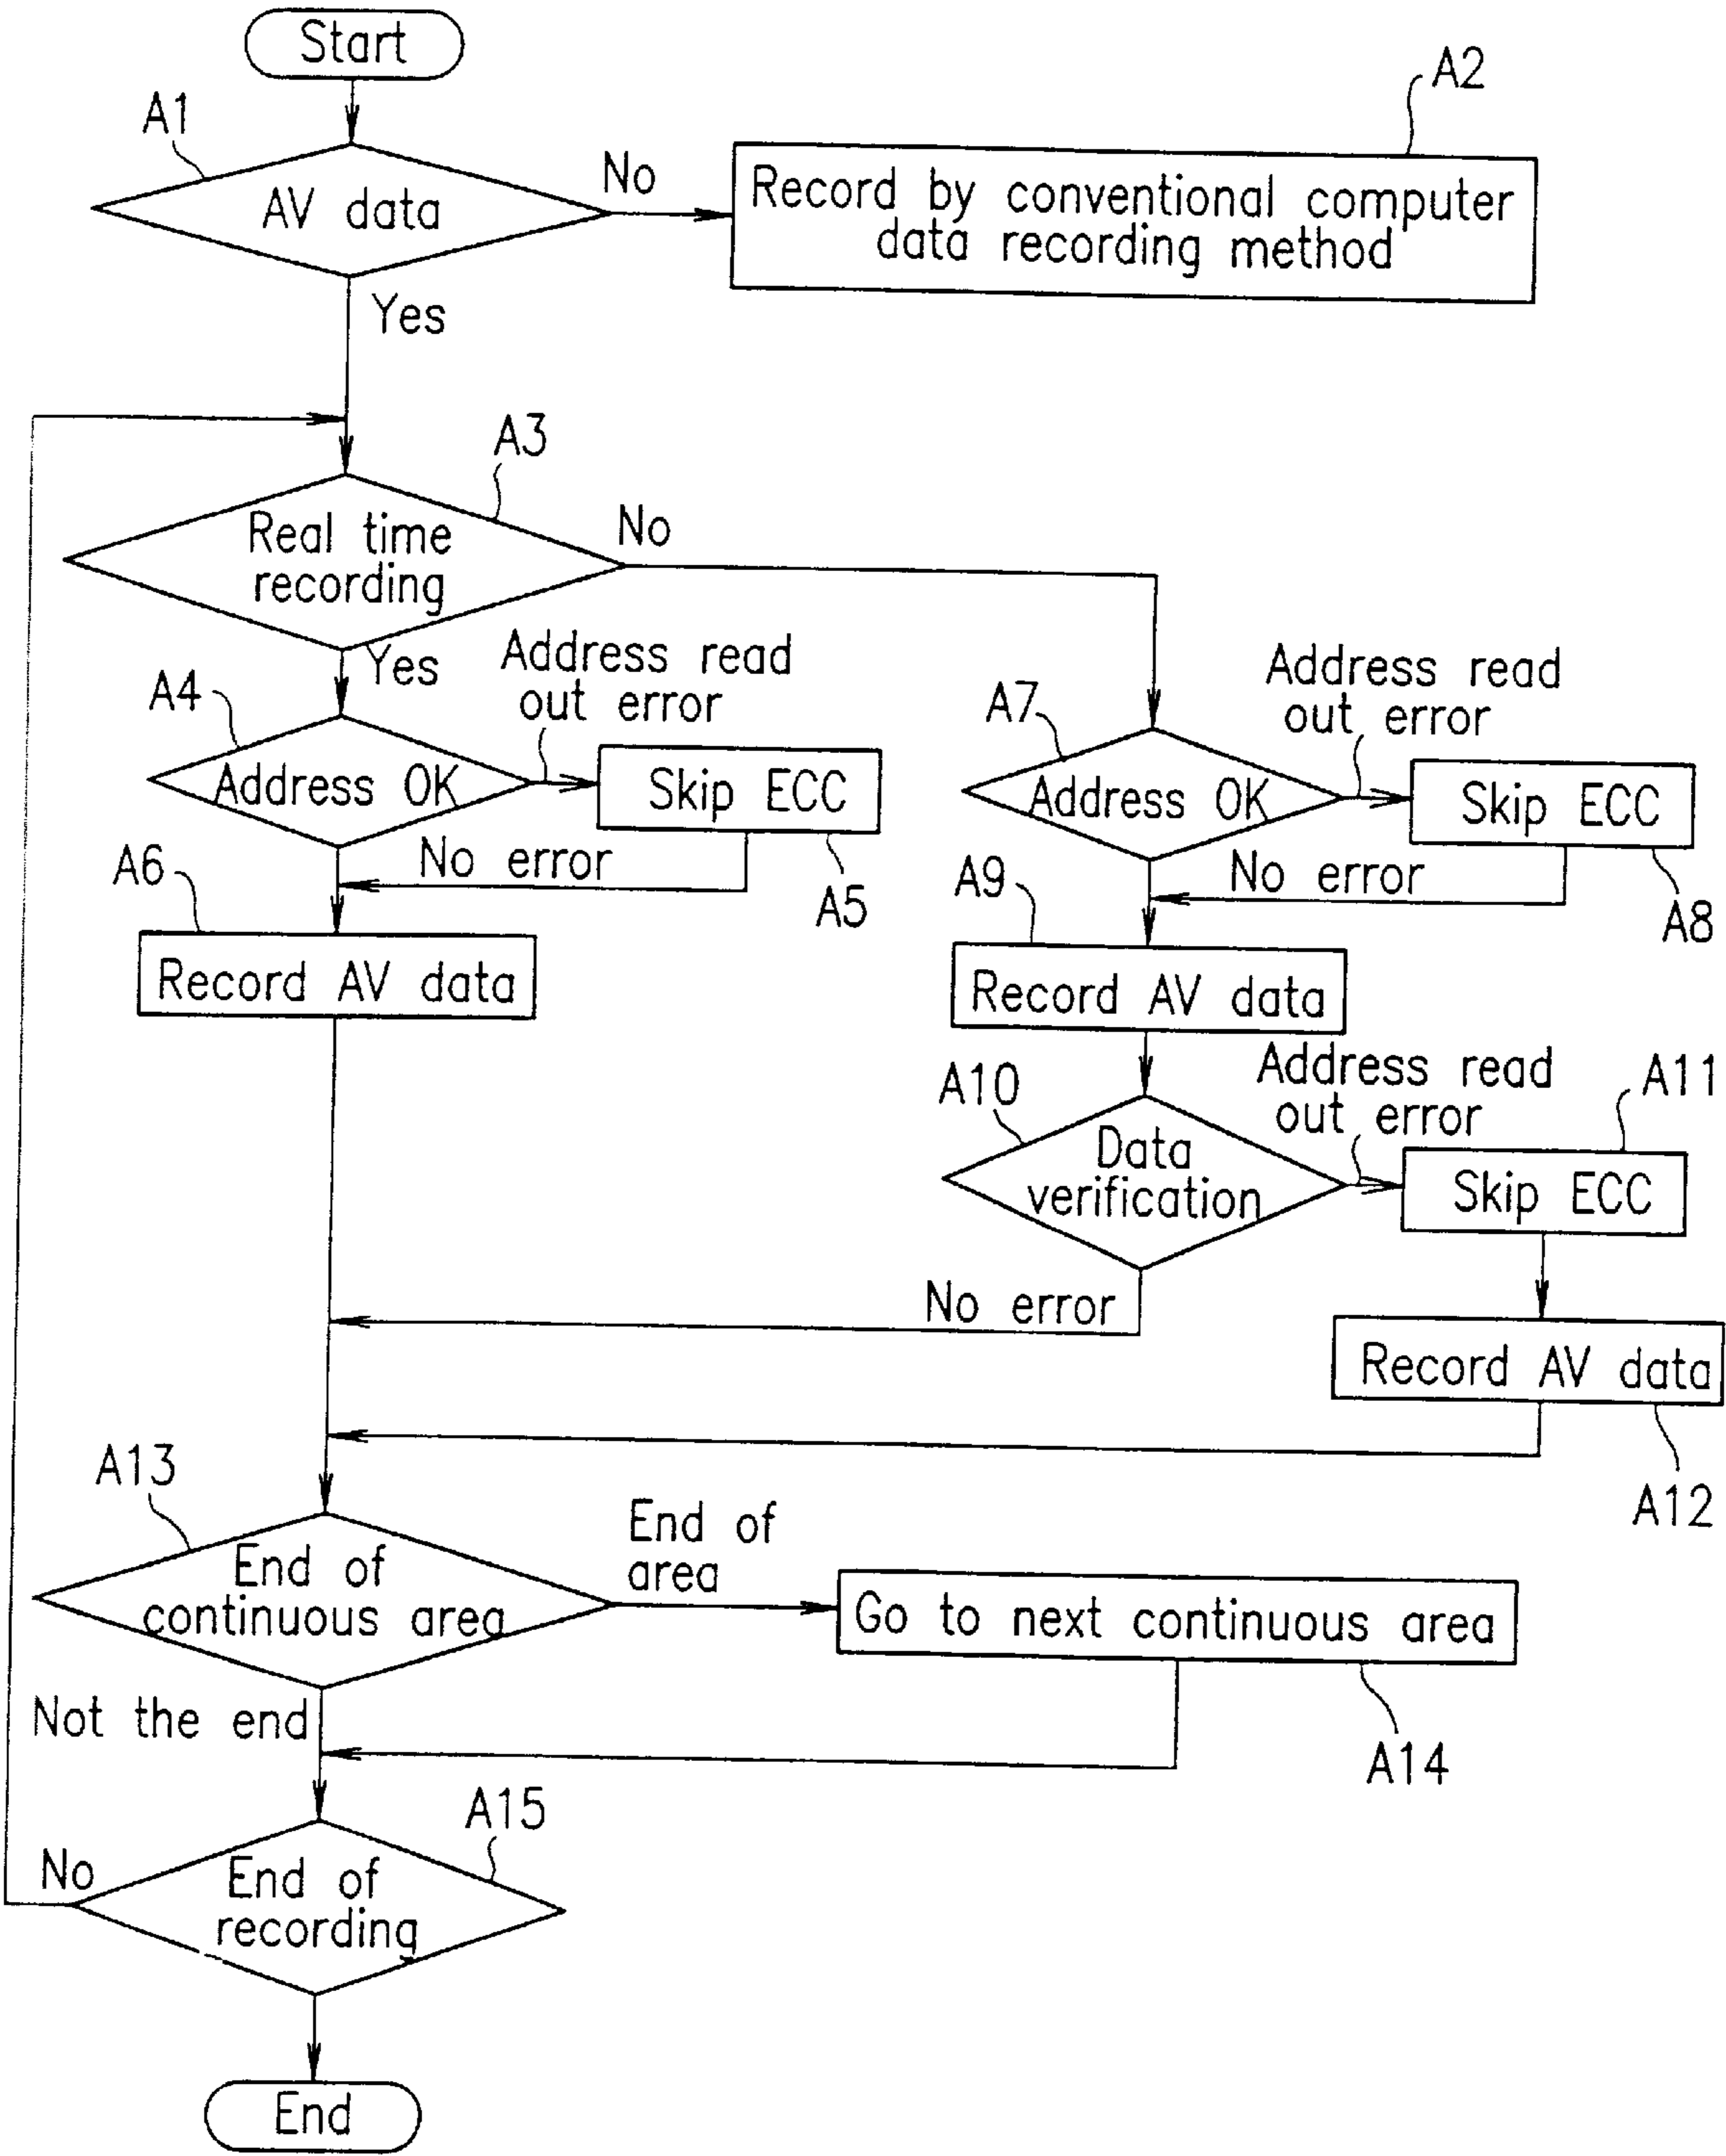 Start
A1
A2
AV data
No
Record by conventional computer
data recording method
Yes
A3
Real time
recording
No
Yes
Address read
out error
Address read
out error
A4
A7
Address OK
Skip ECC
Address OK
Skip ECC
No error
No error
A6
A5
A9
A8
Record AV data
Record AV data
A10
Address read
out error
A11
Data
verification
Skip ECC
No error
Record AV data
A12
A13
End of
continuous area
End of
area
Go to next continuous area
Not the end
A14
A15
No
End of
recording
End